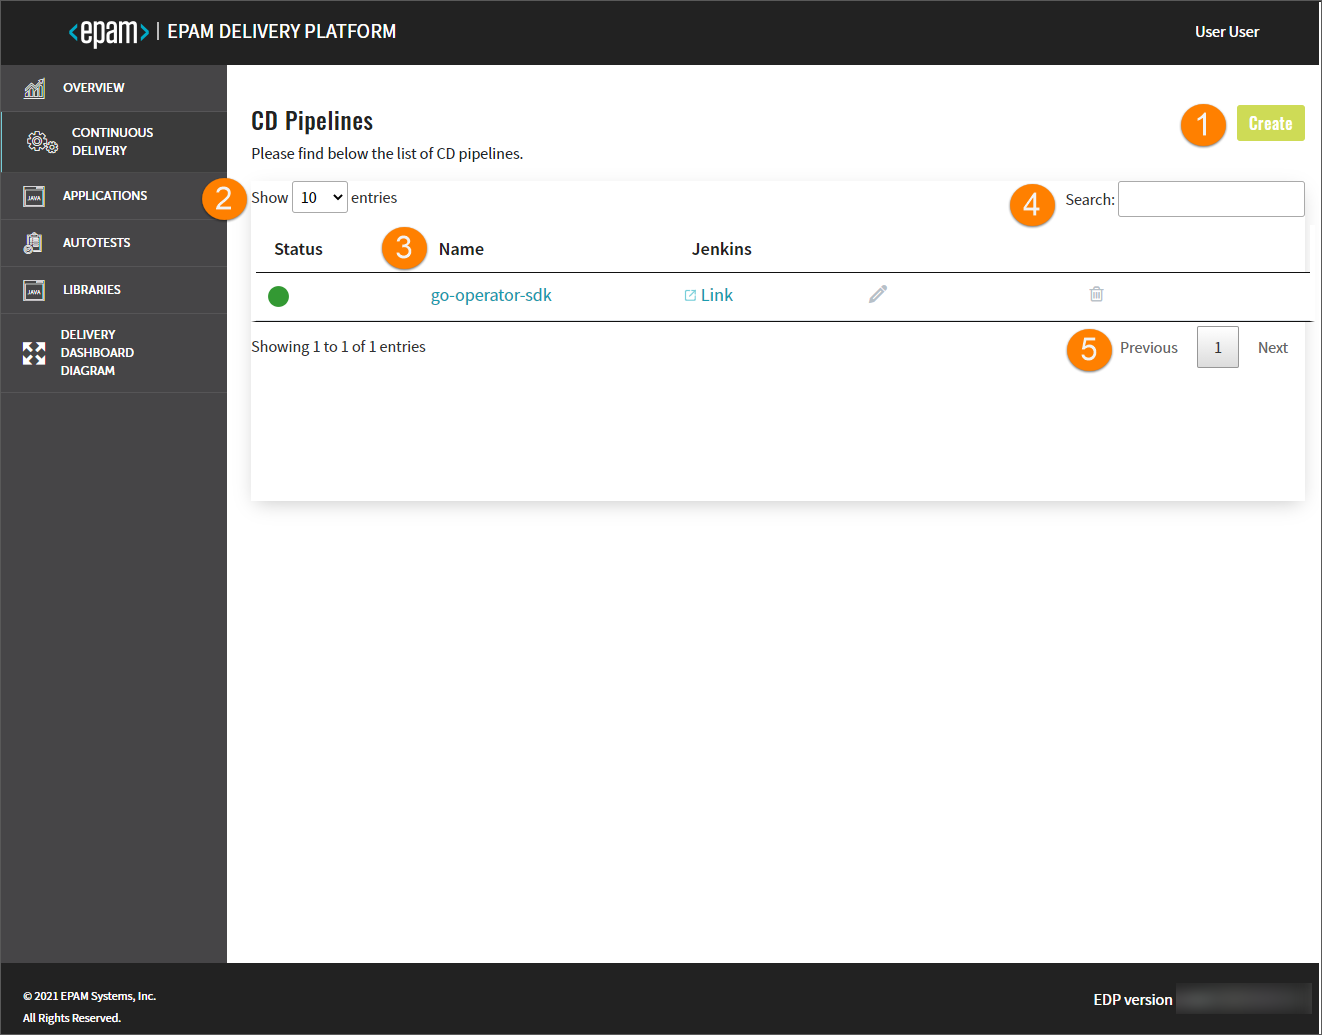 <epam> | EPAM DELIVERY PLATFORM
User User
OVERVIEW
CONTINUOUS
DELIVERY
APPLICATIONS
AUTOTESTS
LIBRARIES
DELIVERY
DASHBOARD
DIAGRAM
CD Pipelines
1
Create
Please find below the list of CD pipelines.
2
Show 10 entries
4
Search:
Status
3
Name
Jenkins
go-operator-sdk
Link
Showing 1 to 1 of 1 entries
5
Previous
1
Next
© 2021 EPAM Systems, Inc.
All Rights Reserved.
EDP version